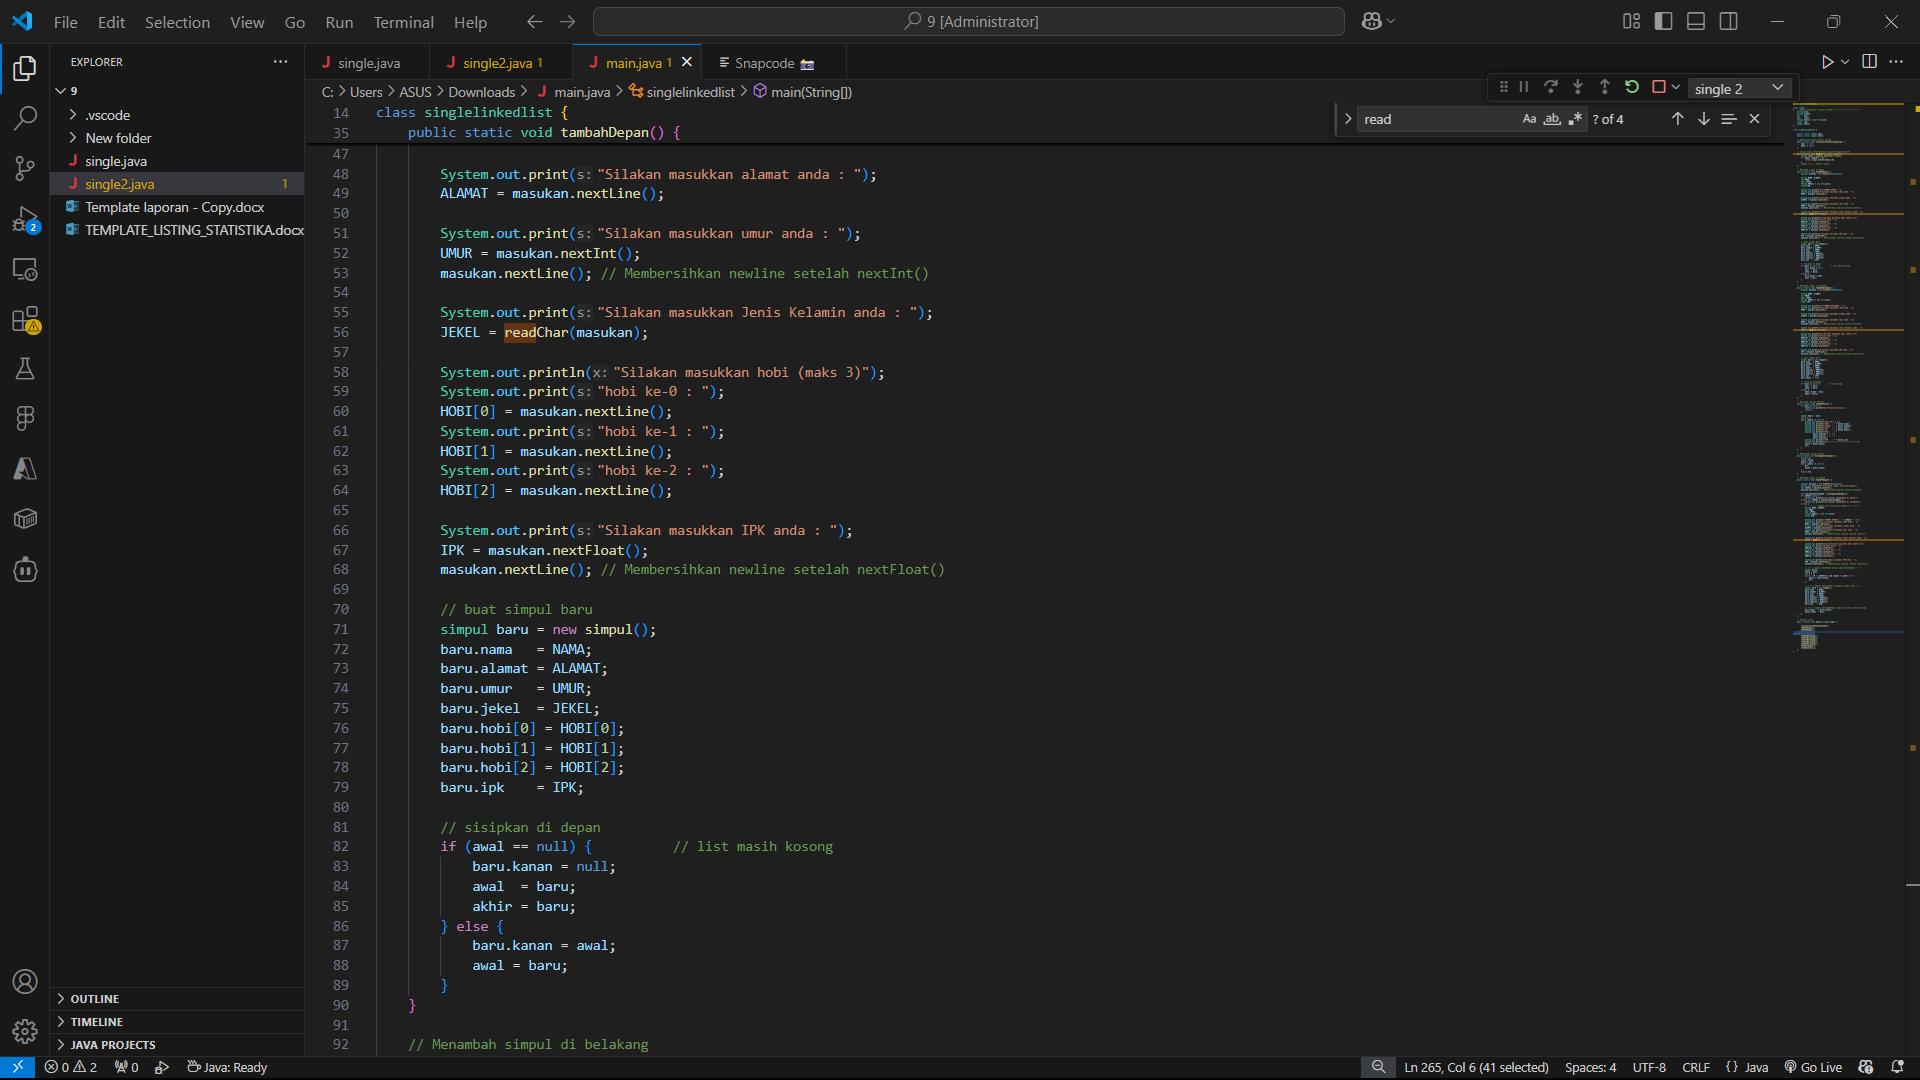 File Edit Selection View Go Run Terminal Help
9 [Administrator]
EXPLORER
9
.vscode
New folder
single.java
single2.java 1
Template laporan - Copy.docx
TEMPLATE_LISTING_STATISTIKA.docx
OUTLINE
TIMELINE
JAVA PROJECTS
2
single.java
single2.java 1
main.java 1
Snapcode
C: > Users > ASUS > Downloads > main.java > singlelinkedlist > main(String[])
single 2
read Aa ab ? of 4
14 class singlelinkedlist {
35 public static void tambahDepan() {
47
48 System.out.print(s: "Silakan masukkan alamat anda : ");
49 ALAMAT = masukan.nextLine();
50
51 System.out.print(s: "Silakan masukkan umur anda : ");
52 UMUR = masukan.nextInt();
53 masukan.nextLine(); // Membersihkan newline setelah nextInt()
54
55 System.out.print(s: "Silakan masukkan Jenis Kelamin anda : ");
56 JEKEL = readChar(masukan);
57
58 System.out.println(x: "Silakan masukkan hobi (maks 3)");
59 System.out.print(s: "hobi ke-0 : ");
60 HOBI[0] = masukan.nextLine();
61 System.out.print(s: "hobi ke-1 : ");
62 HOBI[1] = masukan.nextLine();
63 System.out.print(s: "hobi ke-2 : ");
64 HOBI[2] = masukan.nextLine();
65
66 System.out.print(s: "Silakan masukkan IPK anda : ");
67 IPK = masukan.nextFloat();
68 masukan.nextLine(); // Membersihkan newline setelah nextFloat()
69
70 // buat simpul baru
71 simpul baru = new simpul();
72 baru.nama   = NAMA;
73 baru.alamat = ALAMAT;
74 baru.umur   = UMUR;
75 baru.jekel  = JEKEL;
76 baru.hobi[0] = HOBI[0];
77 baru.hobi[1] = HOBI[1];
78 baru.hobi[2] = HOBI[2];
79 baru.ipk    = IPK;
80
81 // sisipkan di depan
82 if (awal == null) {          // list masih kosong
83 baru.kanan = null;
84 awal  = baru;
85 akhir = baru;
86 } else {
87 baru.kanan = awal;
88 awal = baru;
89 }
90 }
91
92 // Menambah simpul di belakang
0 2 0 Java: Ready
Ln 265, Col 6 (41 selected) Spaces: 4 UTF-8 CRLF {} Java Go Live